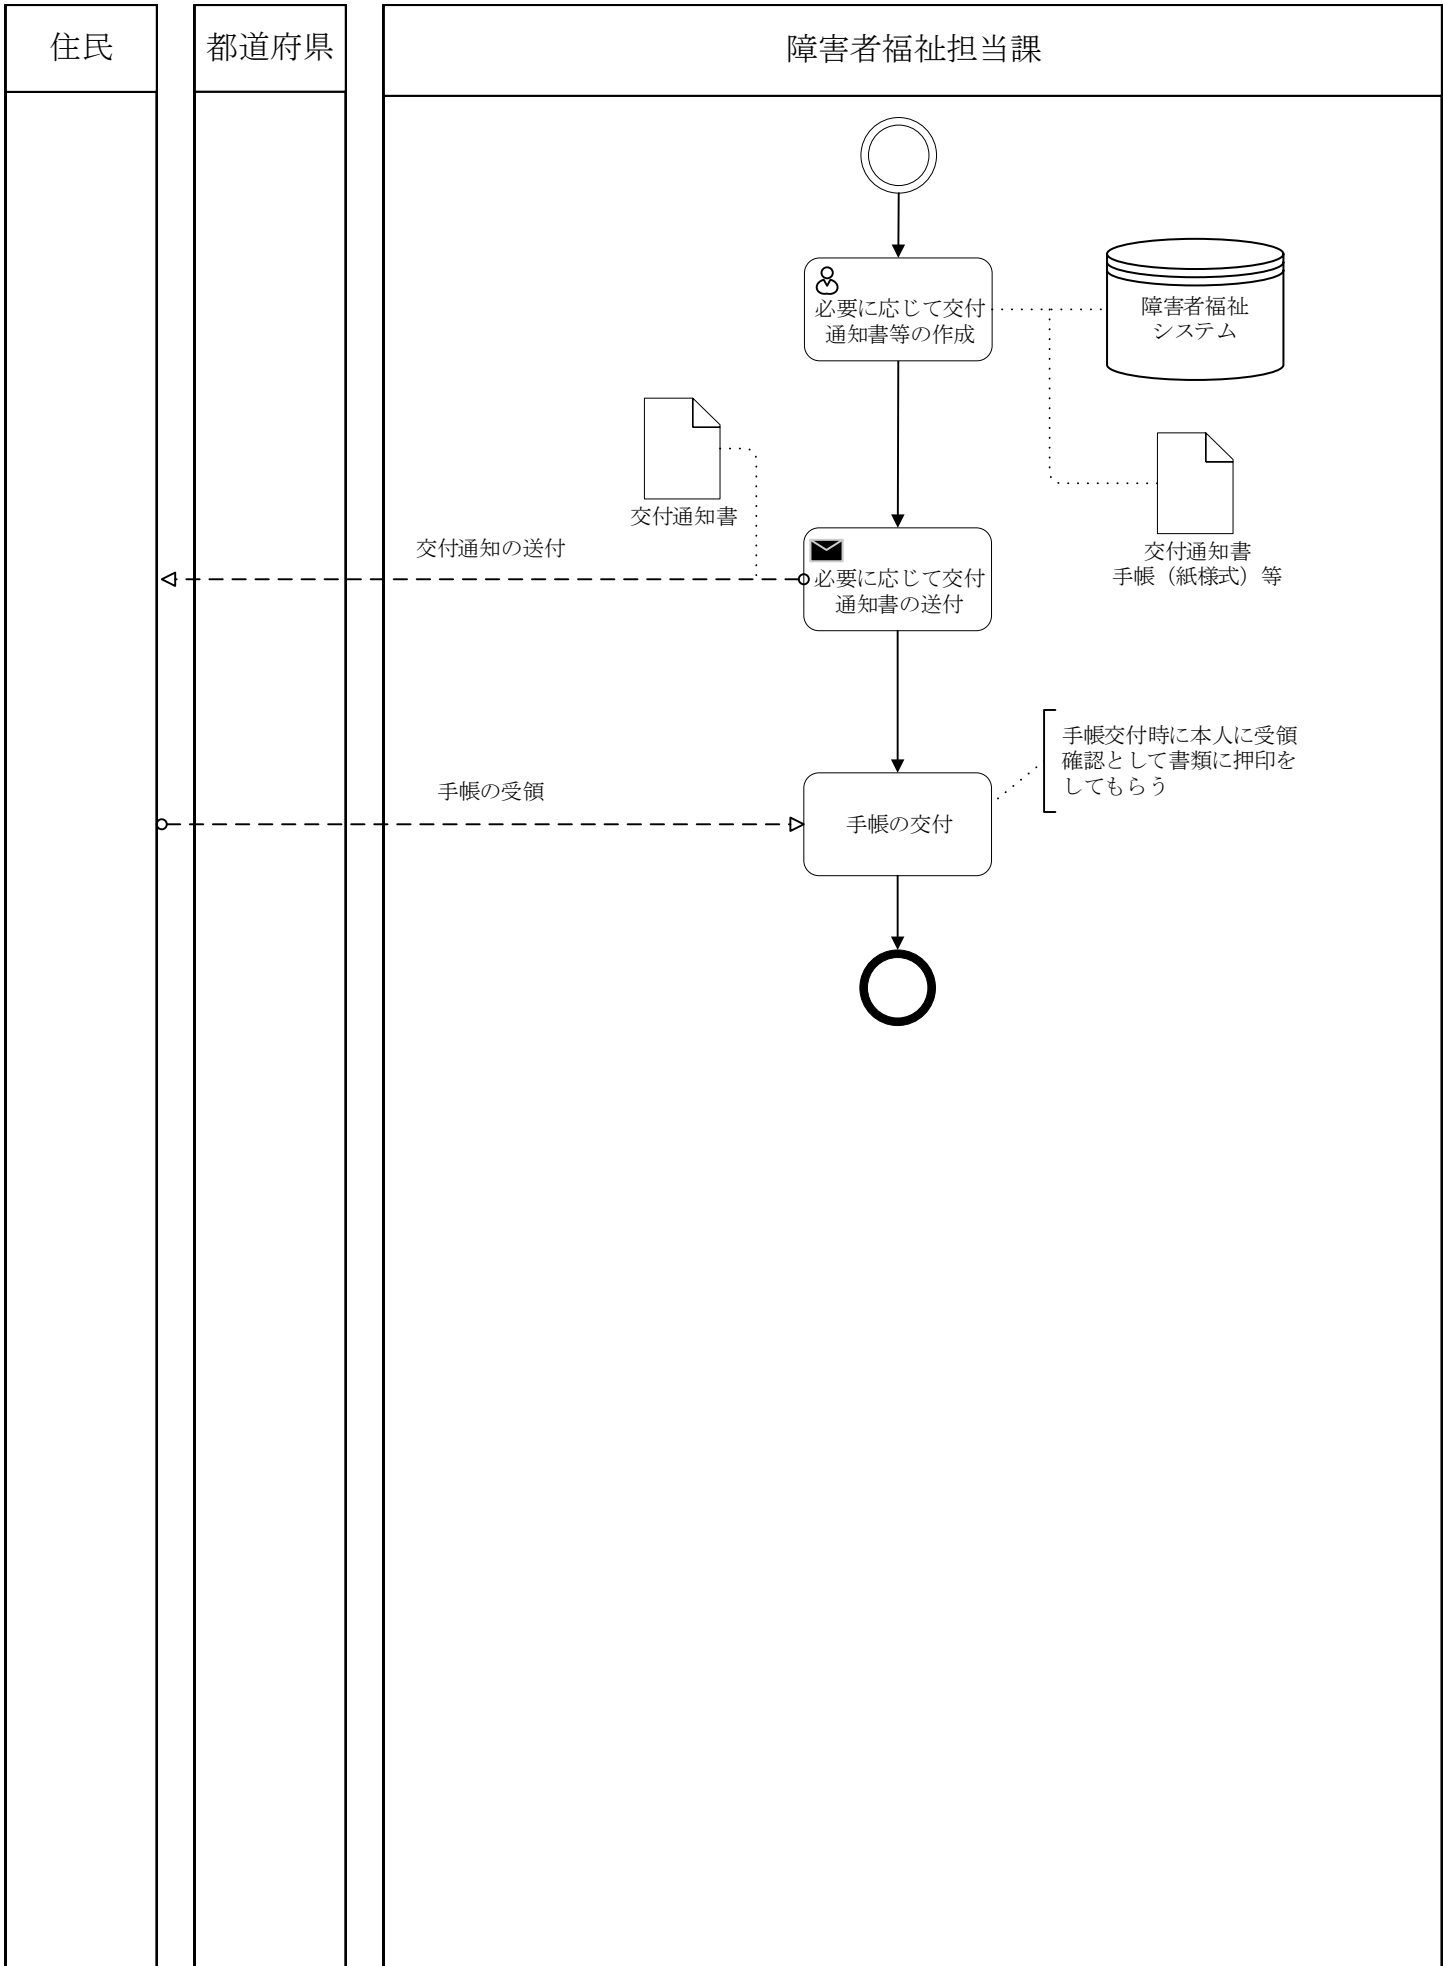 住民
都道府県
障害者福祉担当課
必要に応じて交付
通知書等の作成
障害者福祉
システム
交付通知書
交付通知書
手帳（紙様式）等
交付通知の送付
必要に応じて交付
通知書の送付
手帳交付時に本人に受領
確認として書類に押印を
してもらう
手帳の受領
手帳の交付